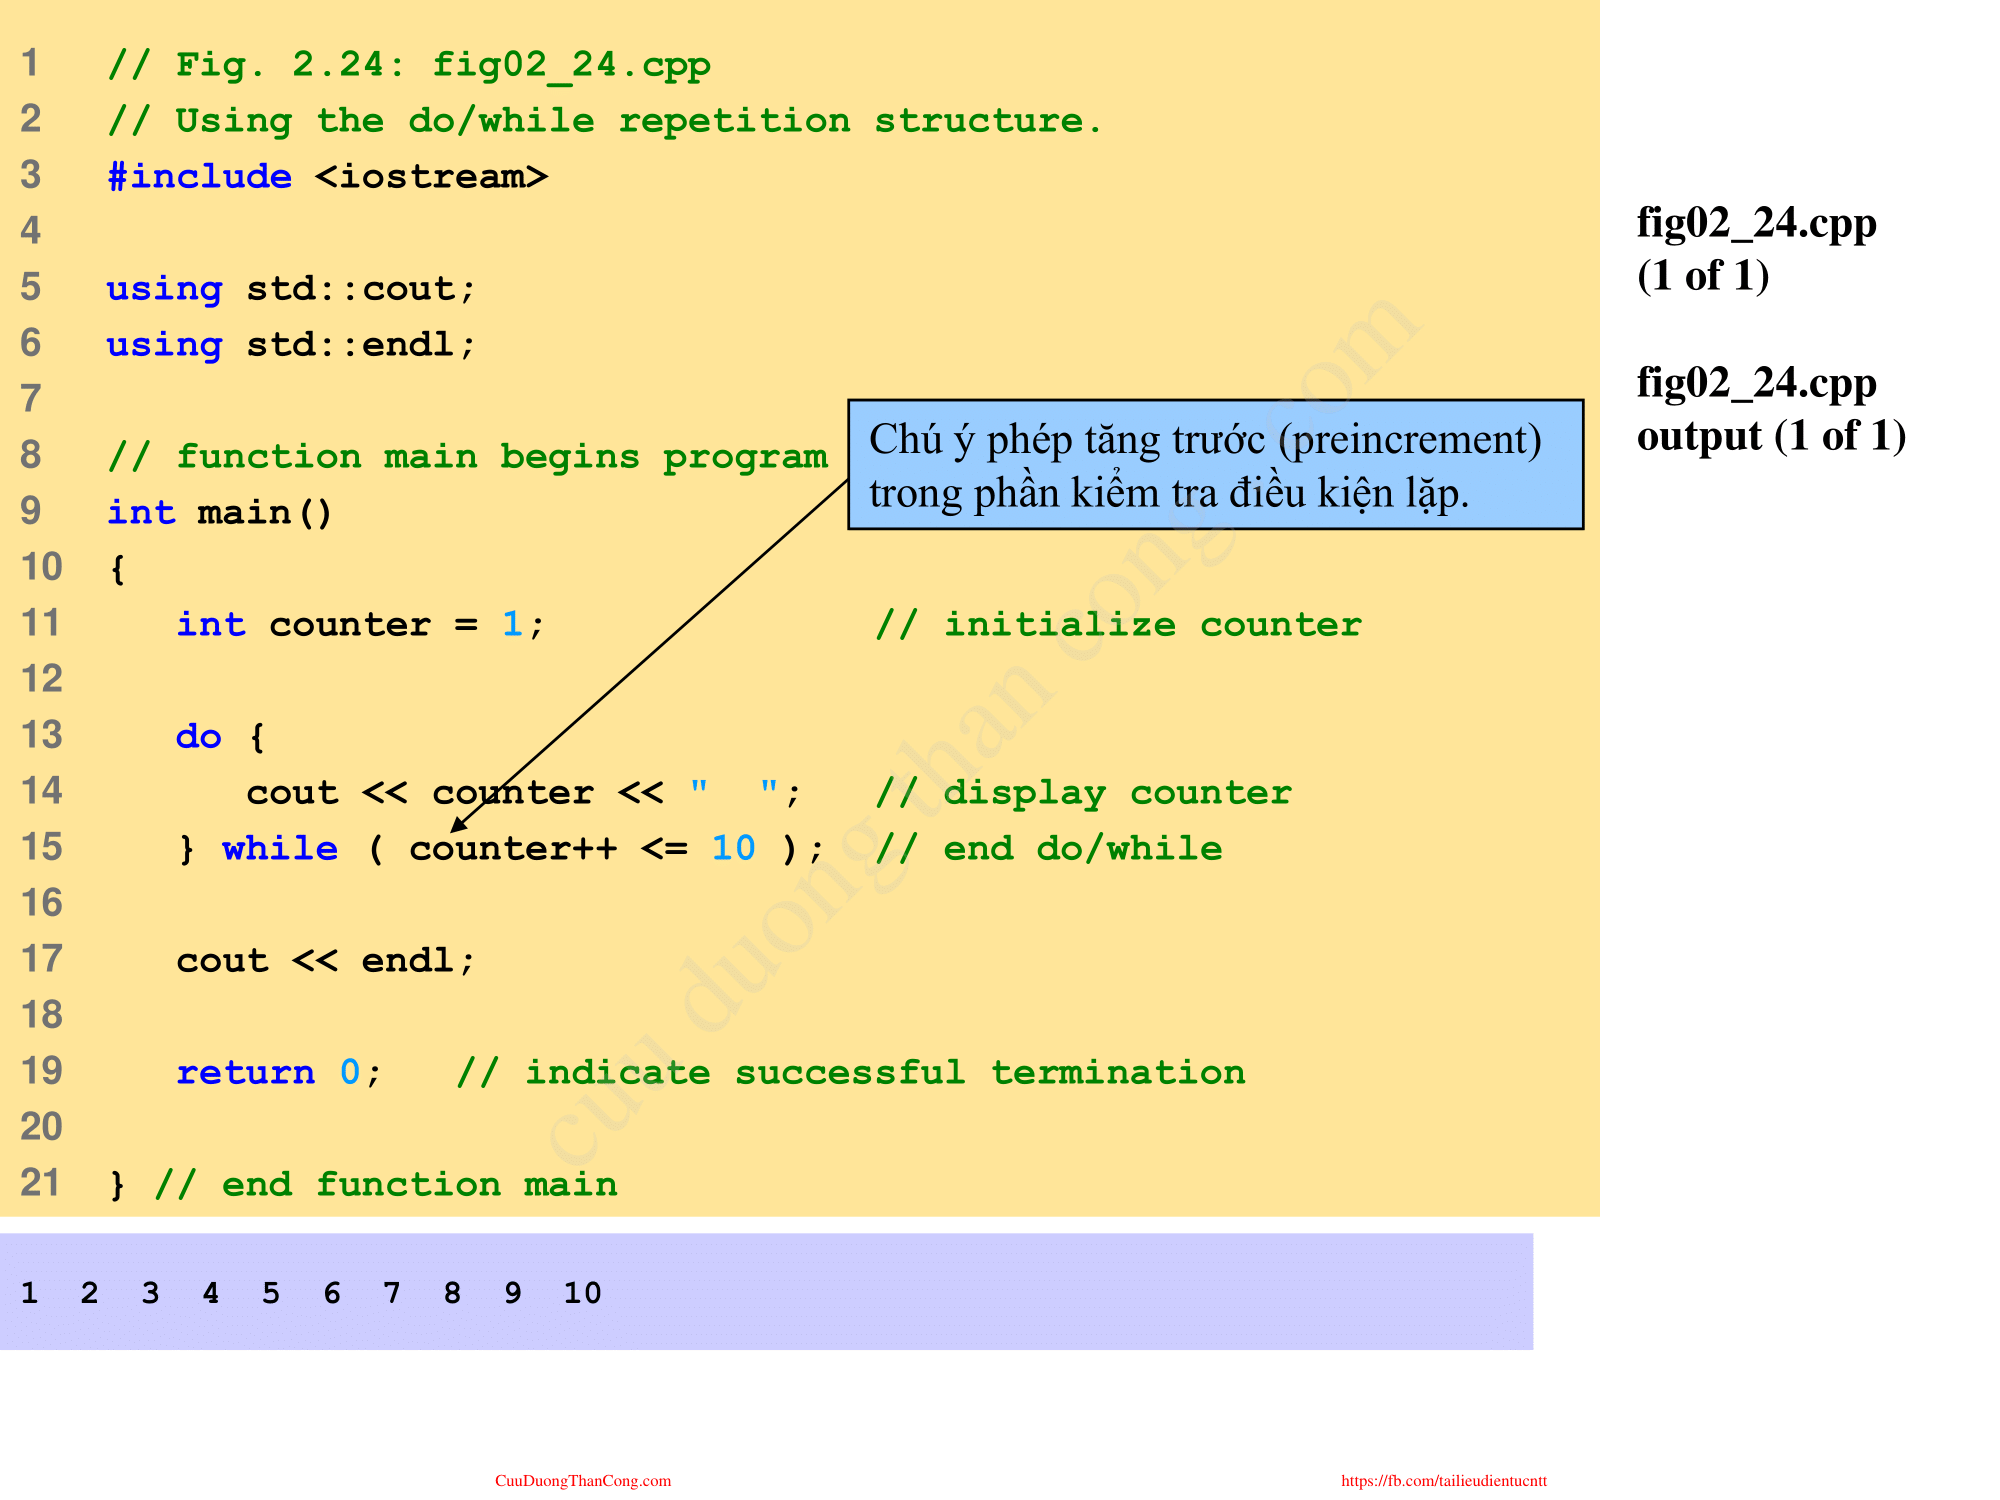 1 // Fig. 2.24: fig02_24.cpp
2 // Using the do/while repetition structure.
3 #include <iostream>
4
5 using std::cout;
6 using std::endl;
7
8 // function main begins program
9 int main()
10 {
11 int counter = 1; // initialize counter
12
13 do {
14 cout << counter << "  "; // display counter
15 } while ( counter++ <= 10 ); // end do/while
16
17 cout << endl;
18
19 return 0; // indicate successful termination
20
21 } // end function main
Chú ý phép tăng trước (preincrement)
trong phần kiểm tra điều kiện lặp.
fig02_24.cpp
(1 of 1)
fig02_24.cpp
output (1 of 1)
1 2 3 4 5 6 7 8 9 10
cuu duong than cong . com
CuuDuongThanCong.com
https://fb.com/tailieudientucntt